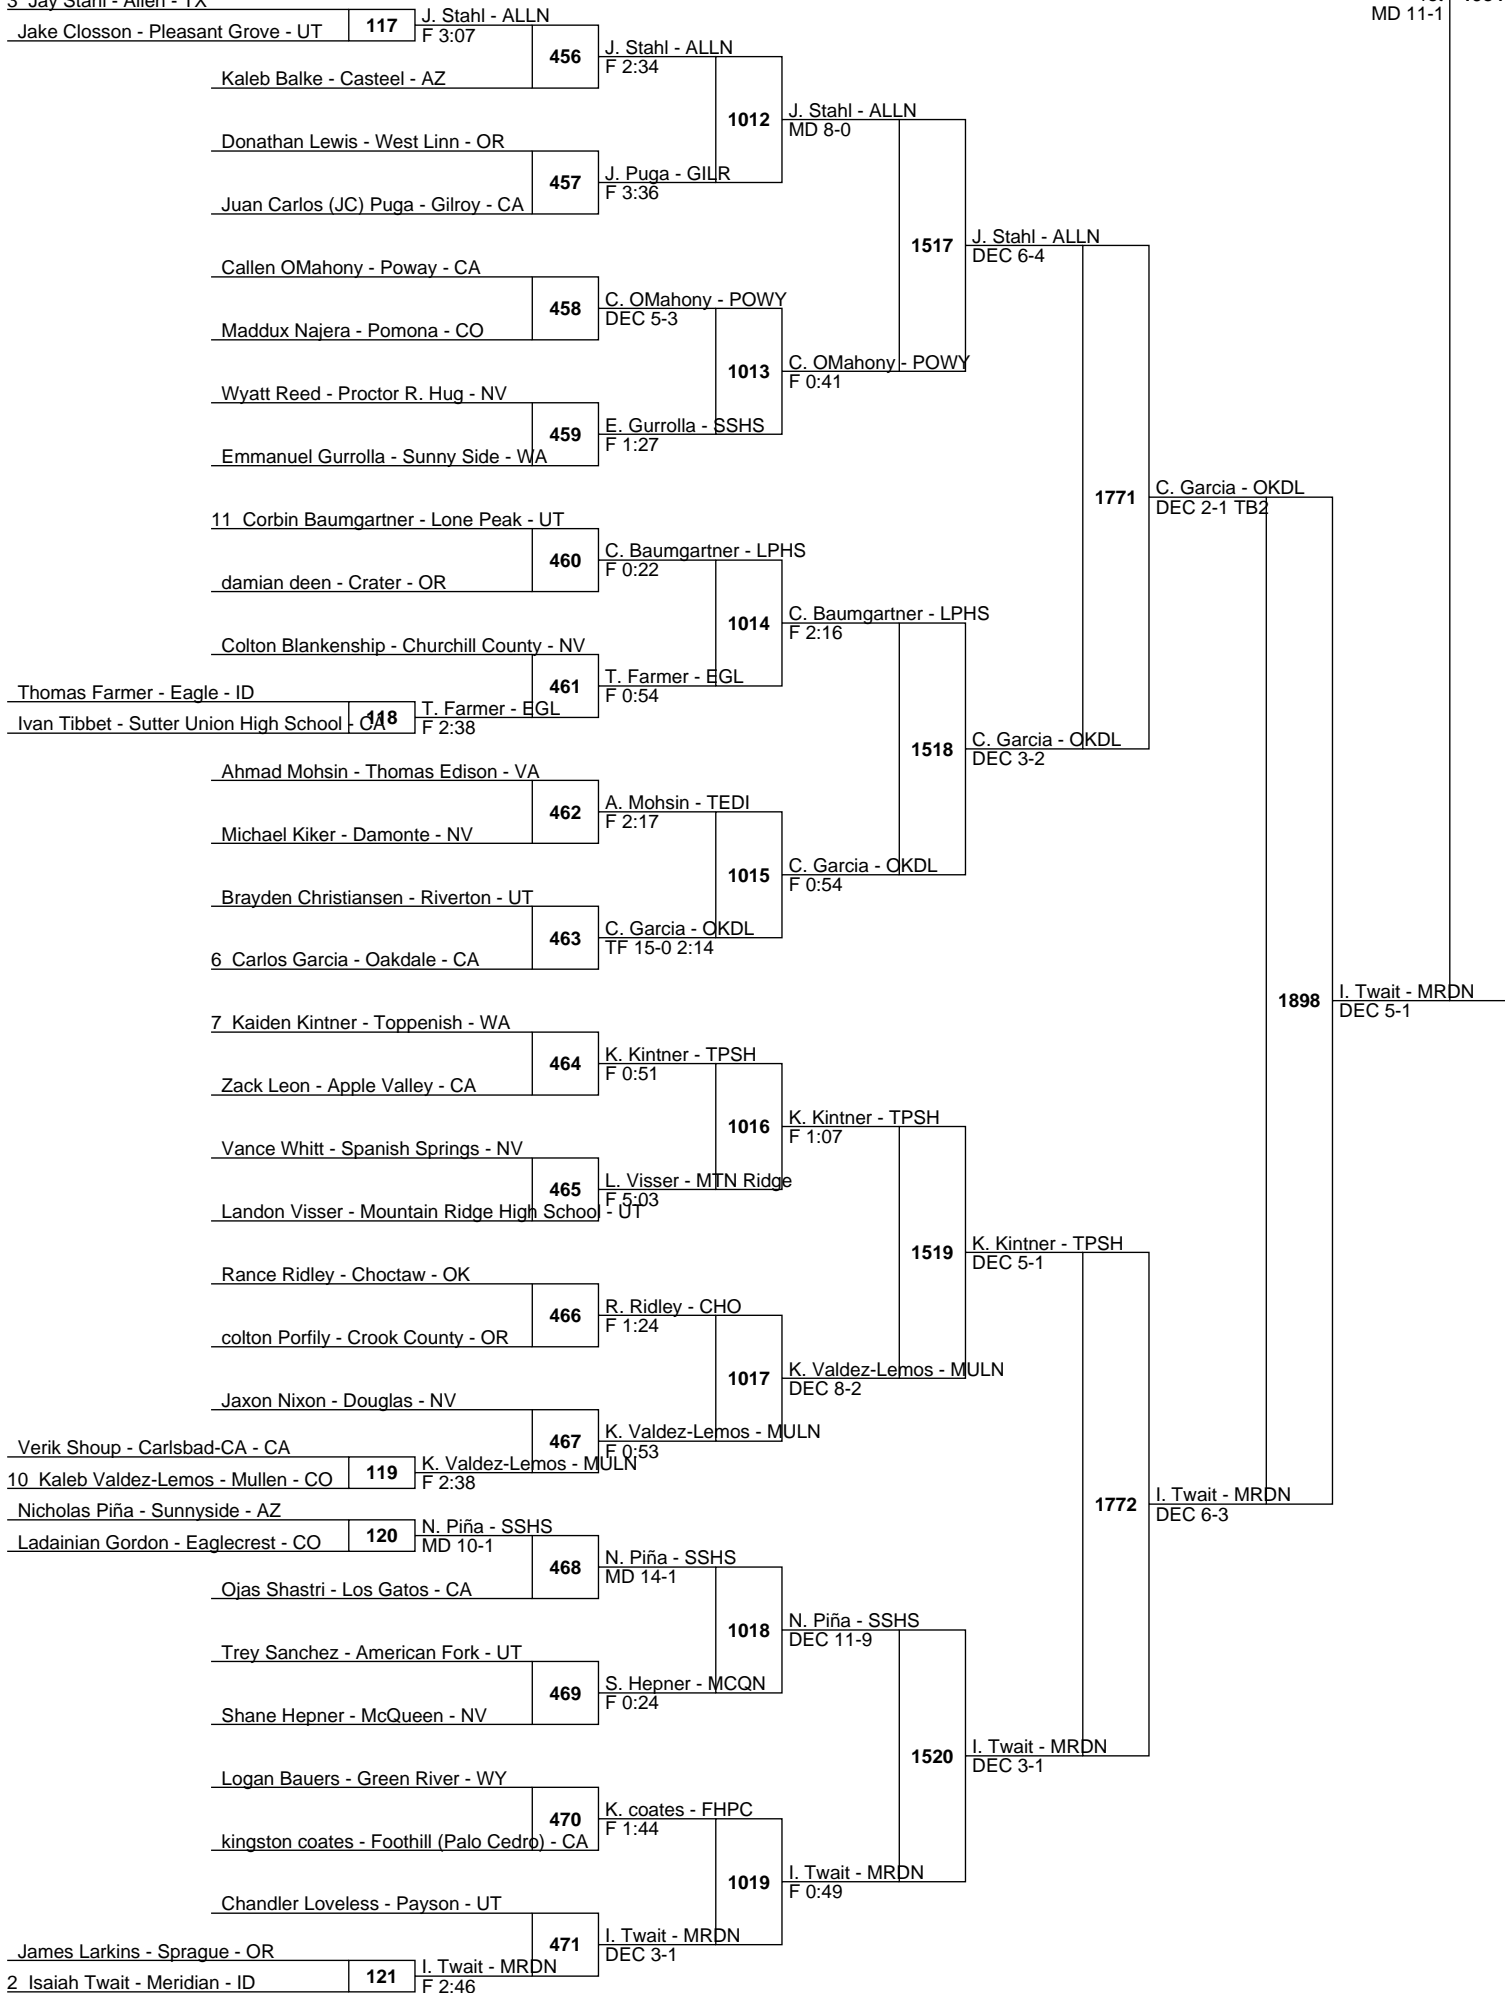 3 Jay Stahl - Allen - TX
Jake Closson - Pleasant Grove - UT
117
J. Stahl - ALLN
F 3:07
Kaleb Balke - Casteel - AZ
456
J. Stahl - ALLN
F 2:34
Donathan Lewis - West Linn - OR
Juan Carlos (JC) Puga - Gilroy - CA
457
J. Puga - GILR
F 3:36
1012
J. Stahl - ALLN
MD 8-0
Callen OMahony - Poway - CA
Maddux Najera - Pomona - CO
458
C. OMahony - POWY
DEC 5-3
Wyatt Reed - Proctor R. Hug - NV
Emmanuel Gurrolla - Sunny Side - WA
459
E. Gurrolla - SSHS
F 1:27
1013
C. OMahony - POWY
F 0:41
1517
J. Stahl - ALLN
DEC 6-4
11 Corbin Baumgartner - Lone Peak - UT
damian deen - Crater - OR
460
C. Baumgartner - LPHS
F 0:22
Colton Blankenship - Churchill County - NV
Thomas Farmer - Eagle - ID
Ivan Tibbet - Sutter Union High School - CA
118
T. Farmer - EGL
F 2:38
461
T. Farmer - EGL
F 0:54
1014
C. Baumgartner - LPHS
F 2:16
Ahmad Mohsin - Thomas Edison - VA
Michael Kiker - Damonte - NV
462
A. Mohsin - TEDI
F 2:17
Brayden Christiansen - Riverton - UT
6 Carlos Garcia - Oakdale - CA
463
C. Garcia - OKDL
TF 15-0 2:14
1015
C. Garcia - OKDL
F 0:54
1518
C. Garcia - OKDL
DEC 3-2
1771
C. Garcia - OKDL
DEC 2-1 TB2
7 Kaiden Kintner - Toppenish - WA
Zack Leon - Apple Valley - CA
464
K. Kintner - TPSH
F 0:51
Vance Whitt - Spanish Springs - NV
Landon Visser - Mountain Ridge High School - UT
465
L. Visser - MTN Ridge
F 5:03
1016
K. Kintner - TPSH
F 1:07
Rance Ridley - Choctaw - OK
colton Porfily - Crook County - OR
466
R. Ridley - CHO
F 1:24
Jaxon Nixon - Douglas - NV
Verik Shoup - Carlsbad-CA - CA
10 Kaleb Valdez-Lemos - Mullen - CO
119
K. Valdez-Lemos - MULN
F 2:38
467
K. Valdez-Lemos - MULN
F 0:53
1017
K. Valdez-Lemos - MULN
DEC 8-2
1519
K. Kintner - TPSH
DEC 5-1
Nicholas Piña - Sunnyside - AZ
Ladainian Gordon - Eaglecrest - CO
120
N. Piña - SSHS
MD 10-1
Ojas Shastri - Los Gatos - CA
468
N. Piña - SSHS
MD 14-1
Trey Sanchez - American Fork - UT
Shane Hepner - McQueen - NV
469
S. Hepner - MCQN
F 0:24
1018
N. Piña - SSHS
DEC 11-9
Logan Bauers - Green River - WY
kingston coates - Foothill (Palo Cedro) - CA
470
K. coates - FHPC
F 1:44
Chandler Loveless - Payson - UT
James Larkins - Sprague - OR
2 Isaiah Twait - Meridian - ID
121
I. Twait - MRDN
F 2:46
471
I. Twait - MRDN
DEC 3-1
1019
I. Twait - MRDN
F 0:49
1520
I. Twait - MRDN
DEC 3-1
1772
I. Twait - MRDN
DEC 6-3
1898
I. Twait - MRDN
DEC 5-1
MD 11-1